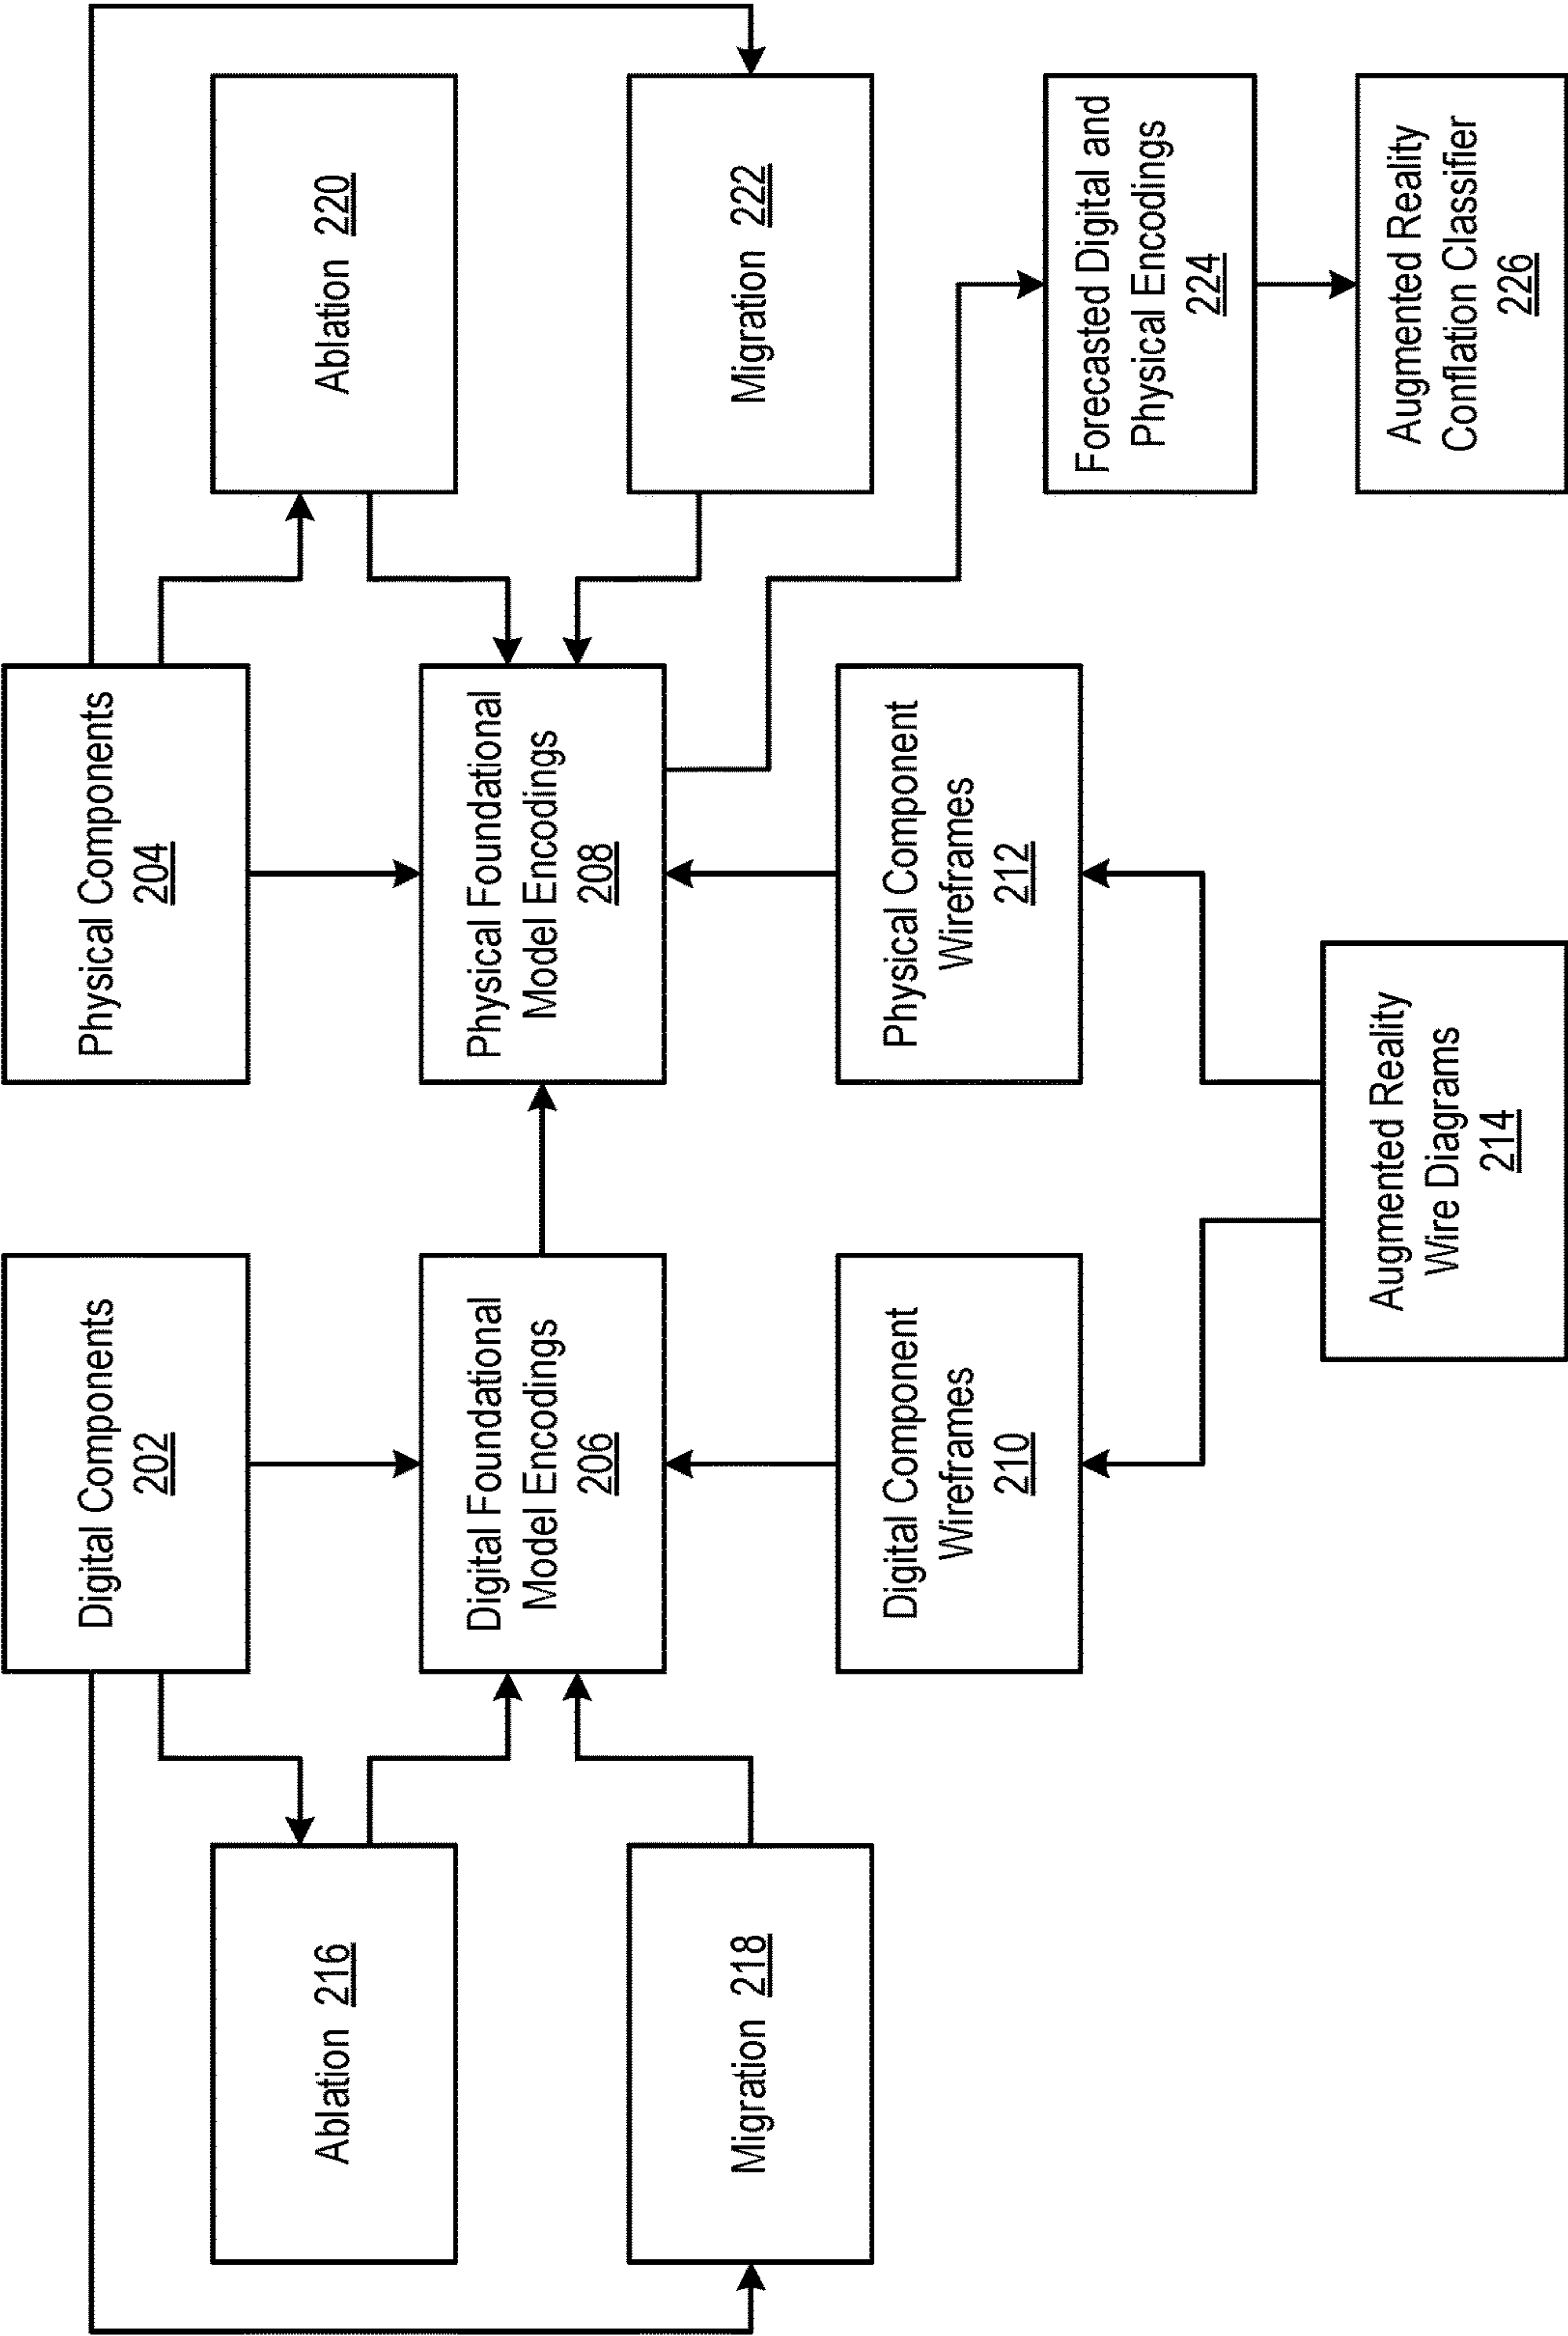 Digital Components
202
Physical Components
204
Ablation 216
Ablation 220
Digital Foundational
Model Encodings
206
Physical Foundational
Model Encodings
208
Migration 218
Migration 222
Digital Component
Wireframes
210
Physical Component
Wireframes
212
Forecasted Digital and
Physical Encodings
224
Augmented Reality
Wire Diagrams
214
Augmented Reality
Conflation Classifier
226